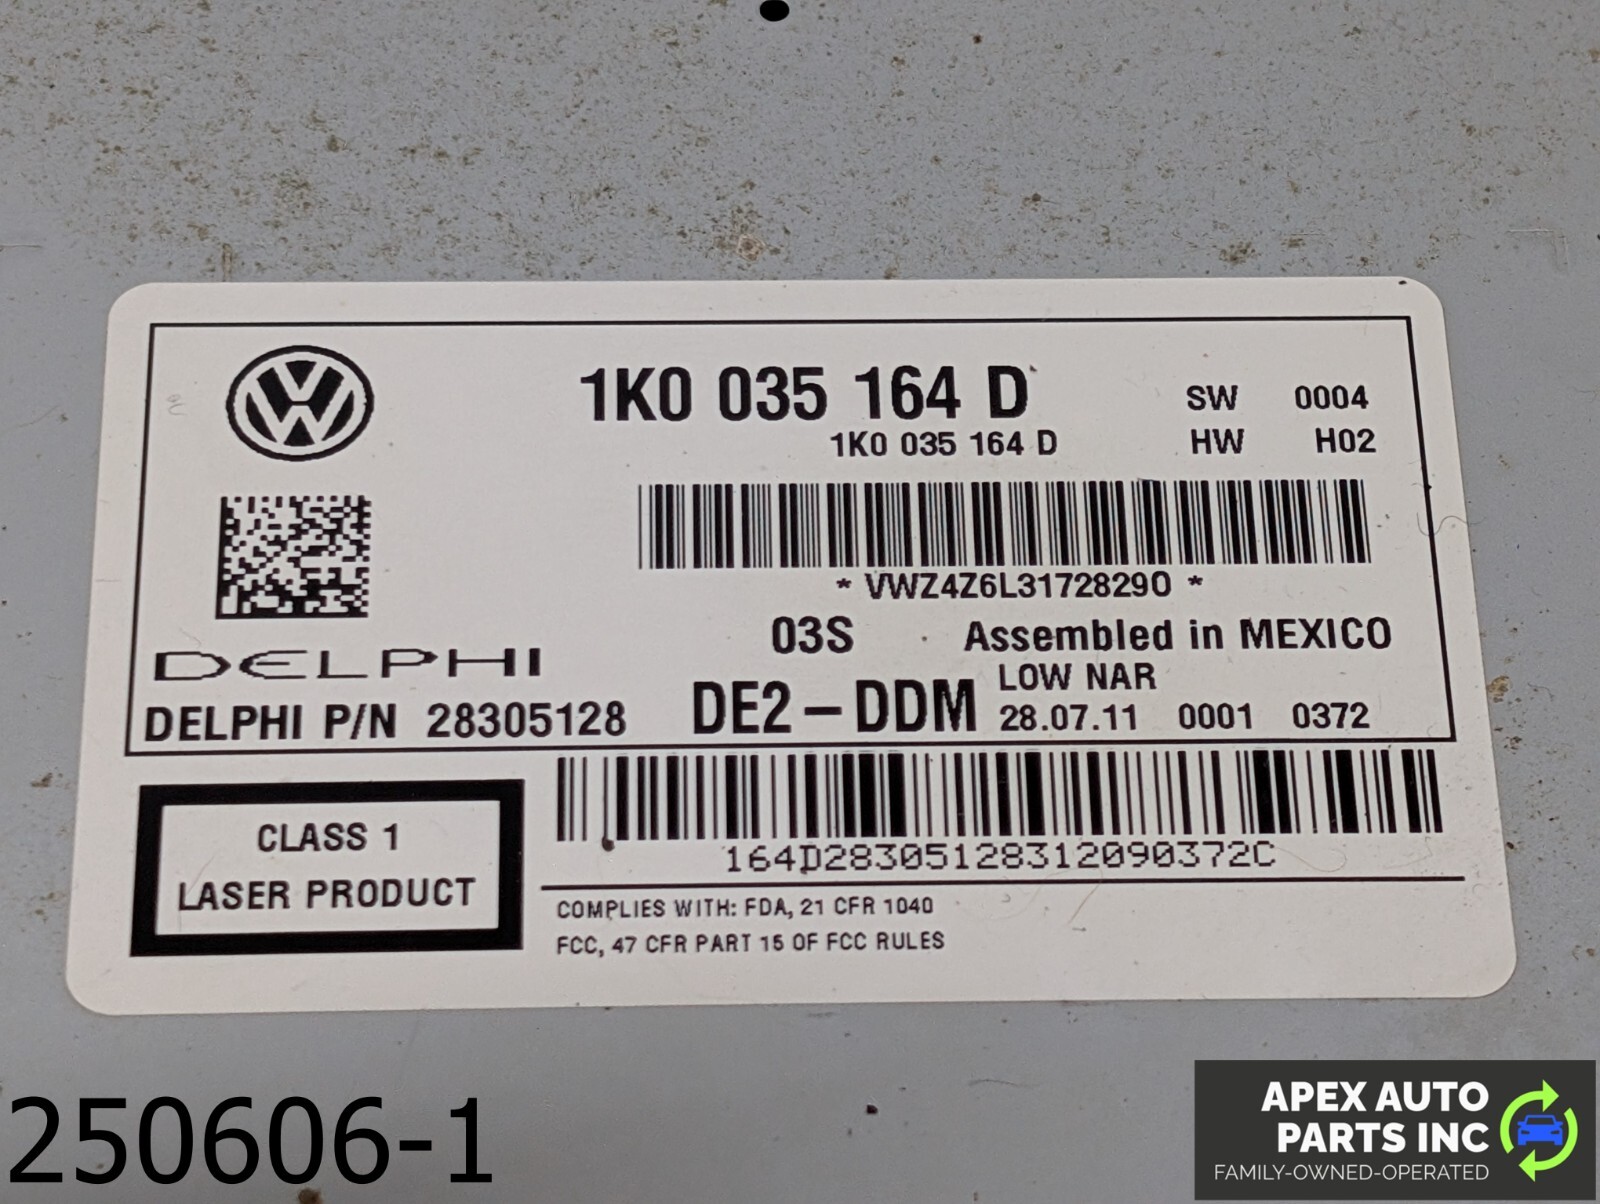 1K0 035 164 D
SW 0004
1K0 035 164 D
HW H02
* VWZ4Z6L3172829O *
03S Assembled in MEXICO
DELPHI
LOW NAR
DELPHI P/N 28305128
DE2-DDM
28.07.11 0001 0372
CLASS 1
LASER PRODUCT
164D28305128312090372C
COMPLIES WITH: FDA, 21 CFR 1040
FCC, 47 CFR PART 15 OF FCC RULES
250606-1
APEX AUTO
PARTS INC
FAMILY-OWNED-OPERATED